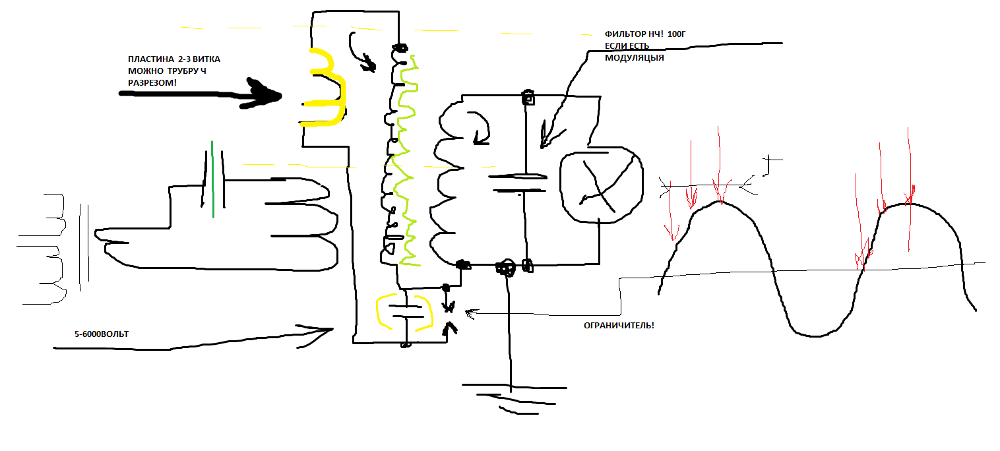 ФИЛЬТОР НЧ!  100Г
ЕСЛИ ЕСТЬ
МОДУЛЯЦЫЯ
ПЛАСТИНА  2-3 ВИТКА
МОЖНО  ТРУБРУ Ч
РАЗРЕЗОМ!
5-6000ВОЛЬТ
ОГРАНИЧИТЕЛЬ!